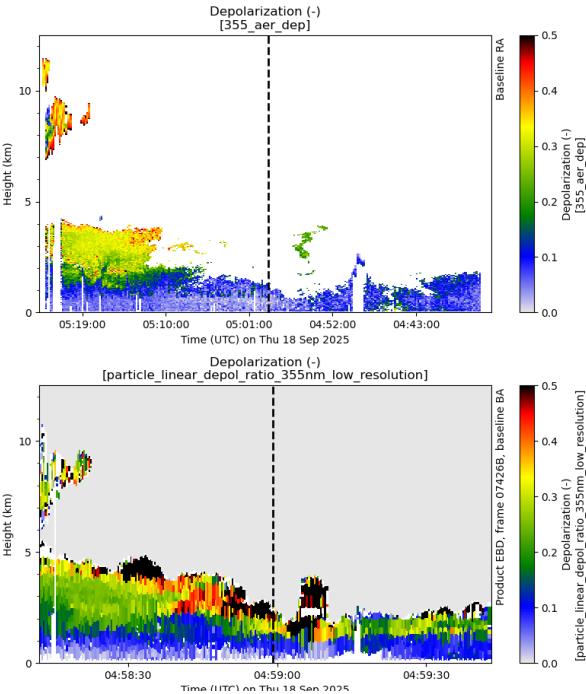 Depolarization (-)
[355_aer_dep]
Height (km)
10
5
0
05:19:00
05:10:00
05:01:00
04:52:00
04:43:00
Time (UTC) on Thu 18 Sep 2025
Baseline RA
0.5
0.4
0.3
0.2
0.1
0.0
Depolarization (-)
[355_aer_dep]
Depolarization (-)
[particle_linear_depol_ratio_355nm_low_resolution]
Height (km)
10
5
0
04:58:30
04:59:00
04:59:30
Time (UTC) on Thu 18 Sep 2025
Product EBD, frame 07426B, baseline BA
0.5
0.4
0.3
0.2
0.1
0.0
Depolarization (-)
[particle_linear_depol_ratio_355nm_low_resolution]